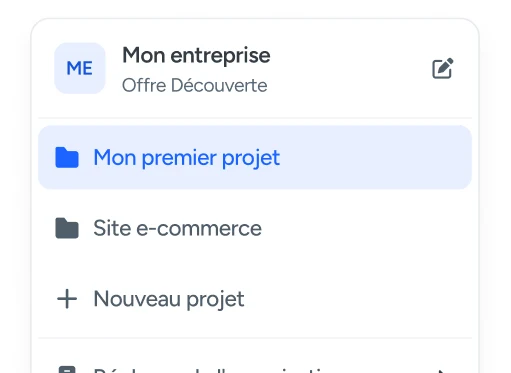 ME
Mon entreprise
Offre Découverte
Mon premier projet
Site e-commerce
Nouveau projet